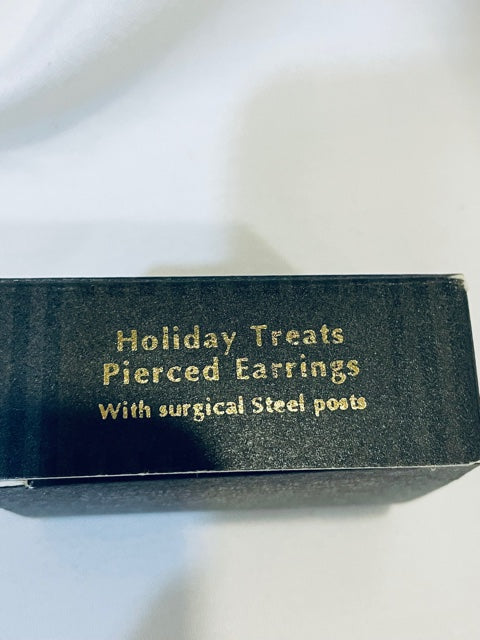 Holiday Treats
Pierced Earrings
With surgical Steel posts